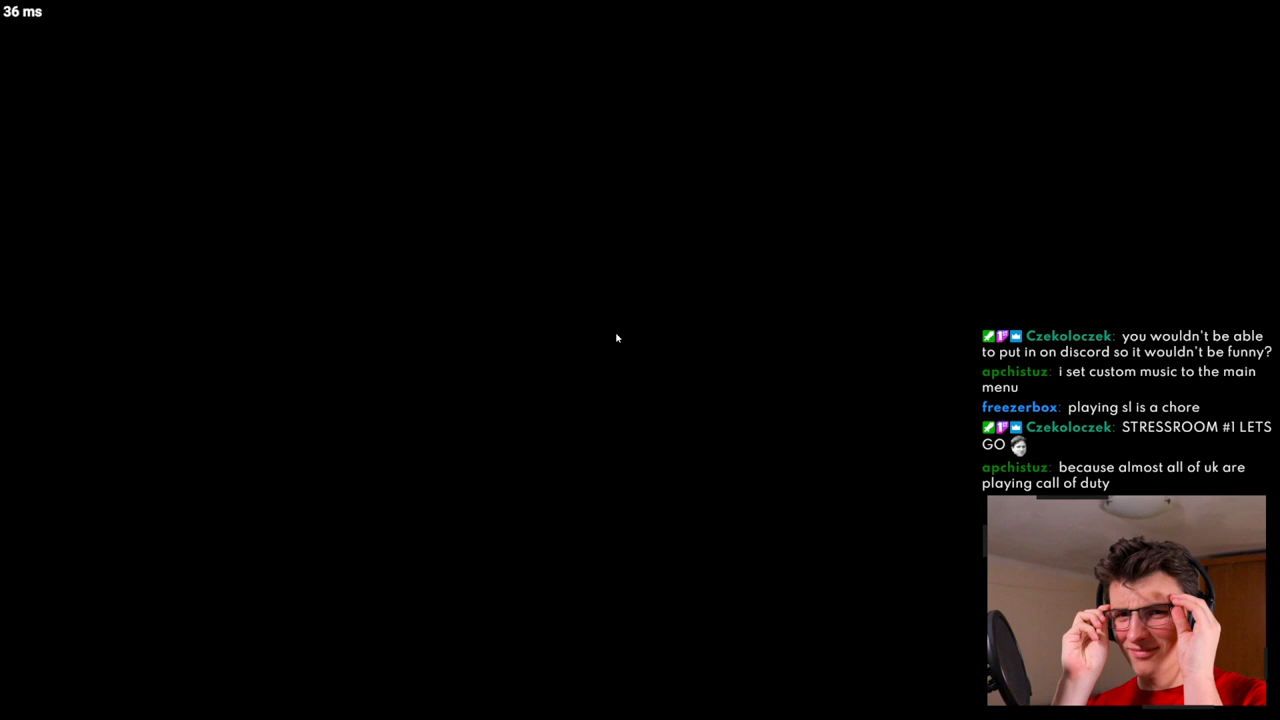 36 ms
Czekoloczek: you wouldn't be able
to put in on discord so it wouldn't be funny?
apchistuz: i set custom music to the main
menu
freezerbox: playing sl is a chore
Czekoloczek: STRESSROOM #1 LETS
GO
apchistuz: because almost all of uk are
playing call of duty